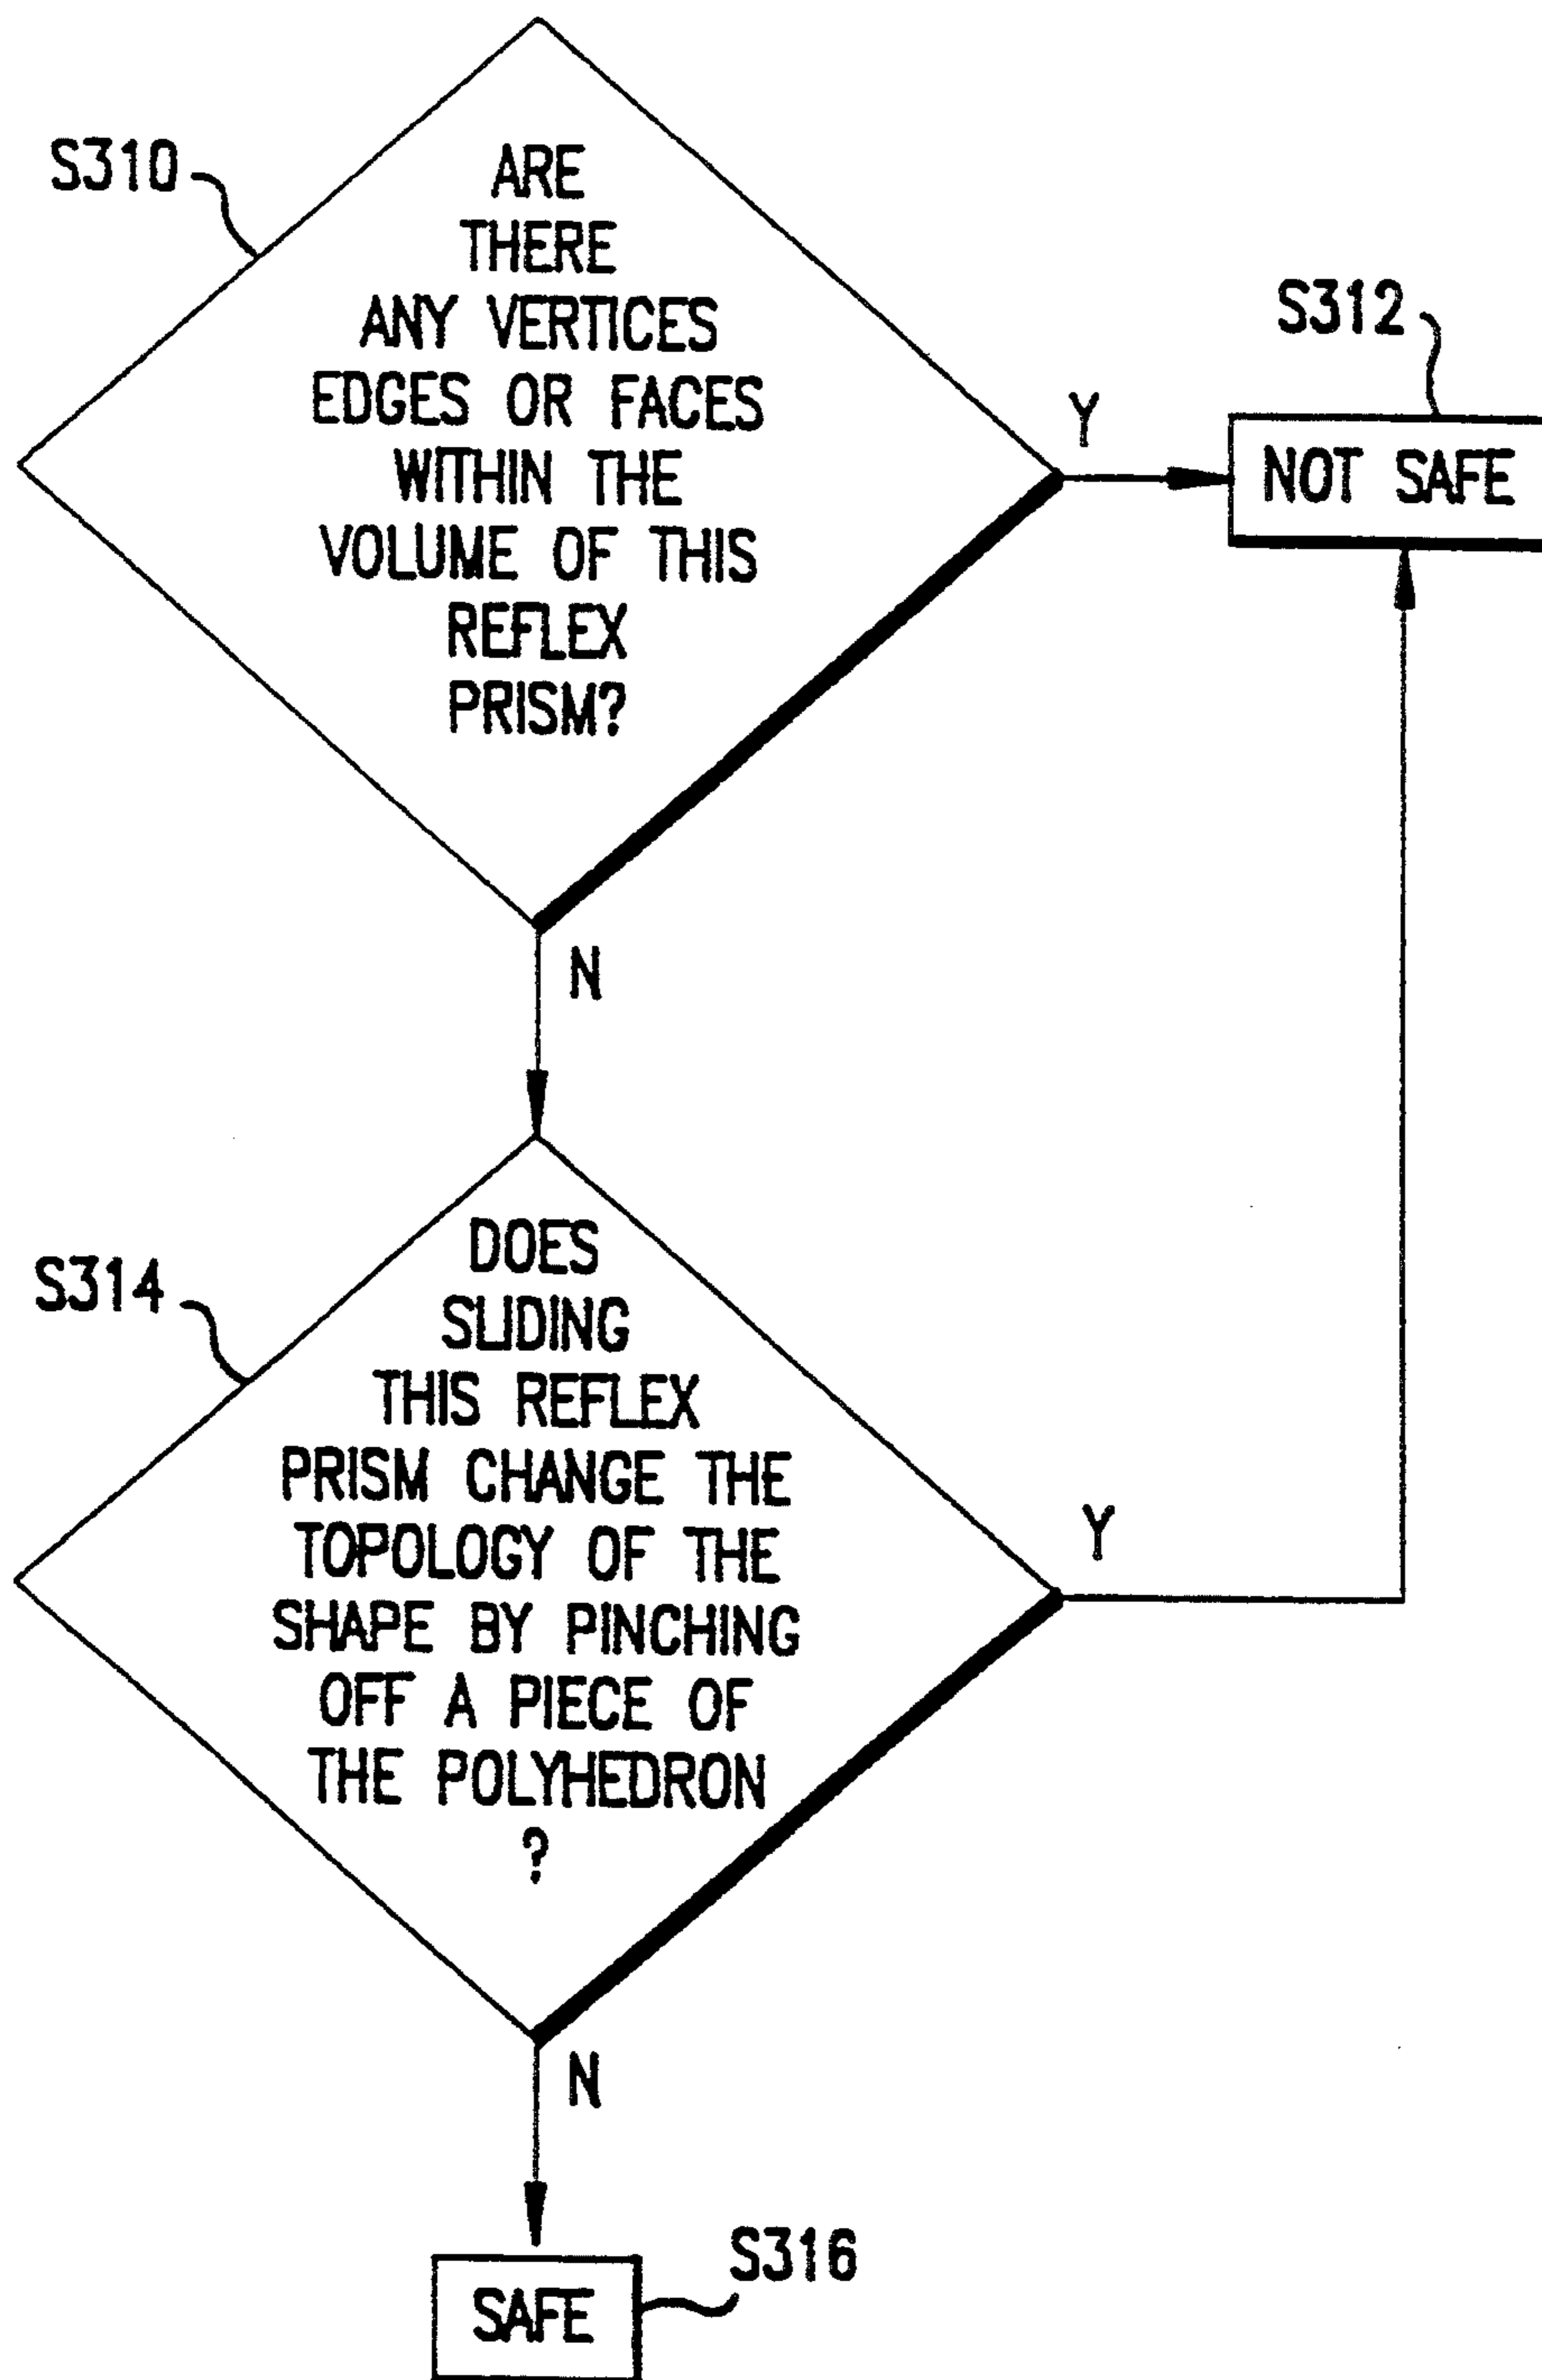 S310
ARE
THERE
ANY VERTICES
EDGES OR FACES
WITHIN THE
VOLUME OF THIS
REFLEX
PRISM?
Y
S312
NOT SAFE
N
S314
DOES
SLIDING
THIS REFLEX
PRISM CHANGE THE
TOPOLOGY OF THE
SHAPE BY PINCHING
OFF A PIECE OF
THE POLYHEDRON
?
Y
N
SAFE
S316